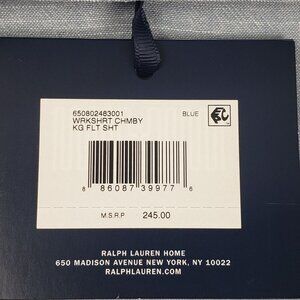 650802483001 BLUE
WRKSHRT CHMBY
KG FLT SHT
8 86087 39977 6
M.S.R.P 245.00
RALPH LAUREN HOME
650 MADISON AVENUE NEW YORK, NY 10022
RALPHLAUREN.COM